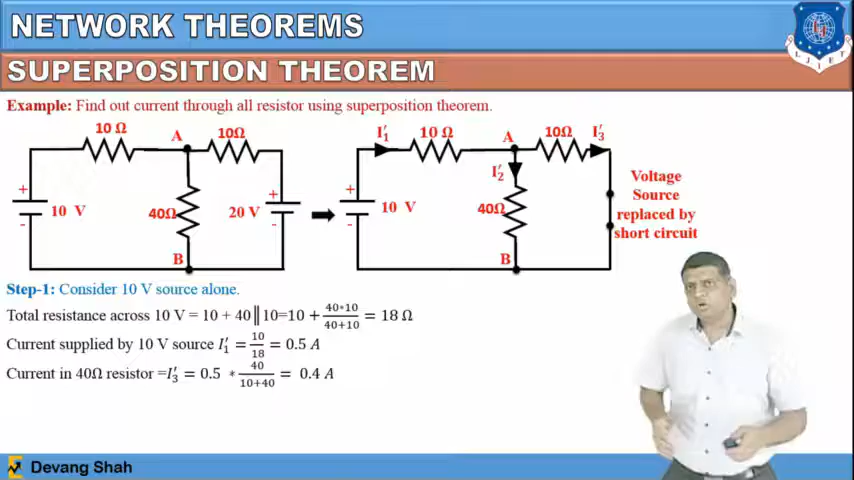 NETWORK THEOREMS
LJIET
SUPERPOSITION THEOREM
Example: Find out current through all resistor using superposition theorem.
10 Ω A 10Ω
+ 10 V -
40Ω
20 V + -
B
I′₁ 10 Ω A 10Ω I′₃
I′₂
+ 10 V -
40Ω
B
Voltage
Source
replaced by
short circuit
Step-1: Consider 10 V source alone.
Total resistance across 10 V = 10 + 40‖10=10 + 40*10/40+10 = 18 Ω
Current supplied by 10 V source I′₁ = 10/18 = 0.5 A
Current in 40Ω resistor =I′₃ = 0.5 * 40/10+40 = 0.4 A
Devang Shah